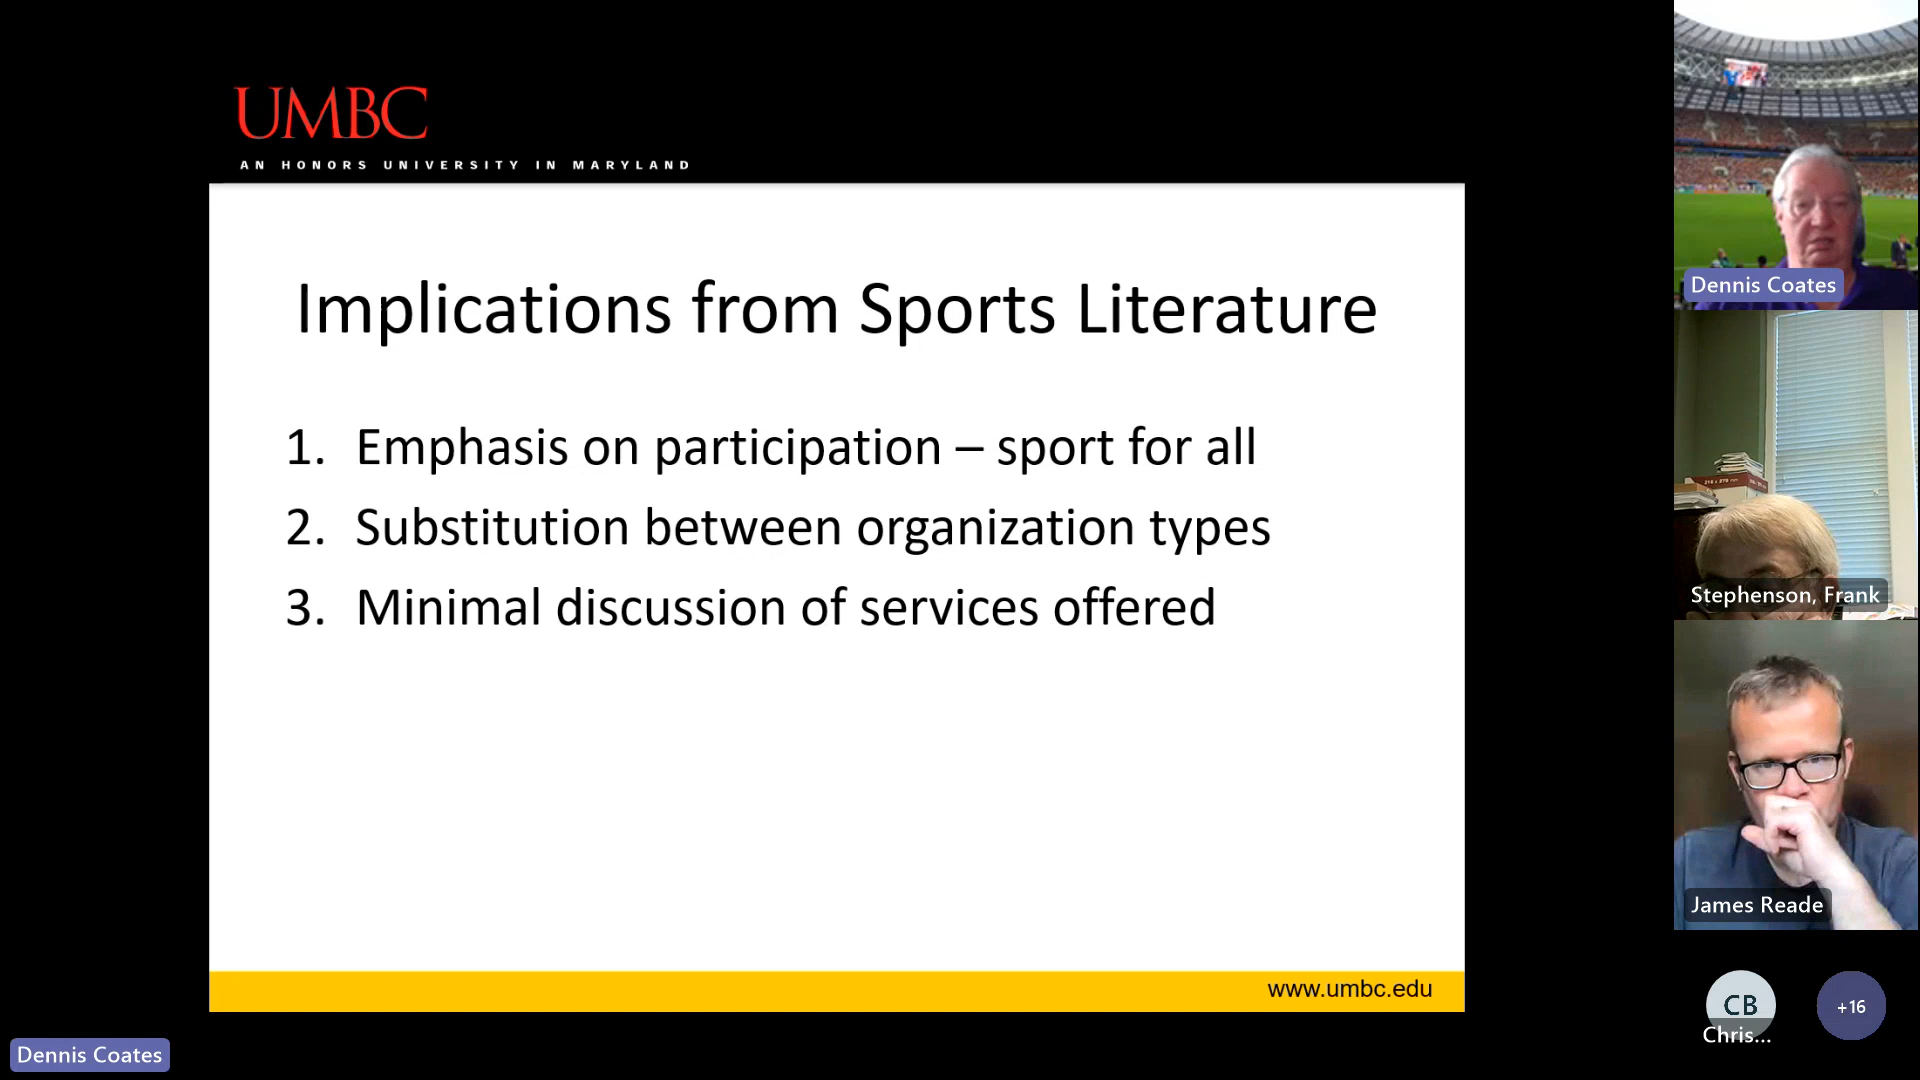 UMBC
AN HONORS UNIVERSITY IN MARYLAND
Implications from Sports Literature
1. Emphasis on participation – sport for all
2. Substitution between organization types
3. Minimal discussion of services offered
www.umbc.edu
Dennis Coates
Dennis Coates
Stephenson, Frank
James Reade
CB
Chris...
+16